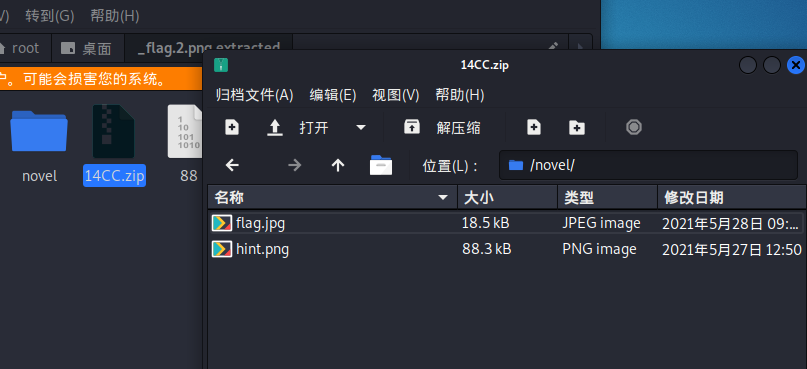 V) 转到(G) 帮助(H)
root 桌面 _flag.2.png.extracted
户。可能会损害您的系统。
novel 14CC.zip 88
14CC.zip
归档文件(A) 编辑(E) 视图(V) 帮助(H)
打开 解压缩
位置(L)： /novel/
名称 大小 类型 修改日期
flag.jpg 18.5 kB JPEG image 2021年5月28日 09:...
hint.png 88.3 kB PNG image 2021年5月27日 12:50